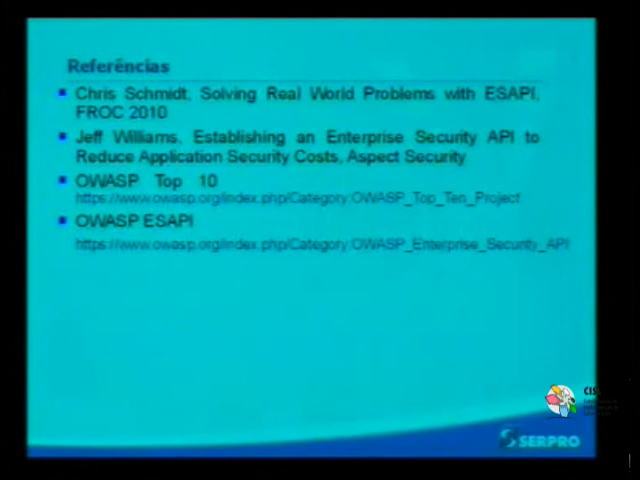 Referências
Chris Schmidt, Solving Real World Problems with ESAPI,
FROC 2010
Jeff Williams, Establishing an Enterprise Security API to
Reduce Application Security Costs, Aspect Security
OWASP Top 10
https://www.owasp.org/index.php/Category:OWASP_Top_Ten_Project
OWASP ESAPI
https://www.owasp.org/index.php/Category:OWASP_Enterprise_Security_API
SERPRO